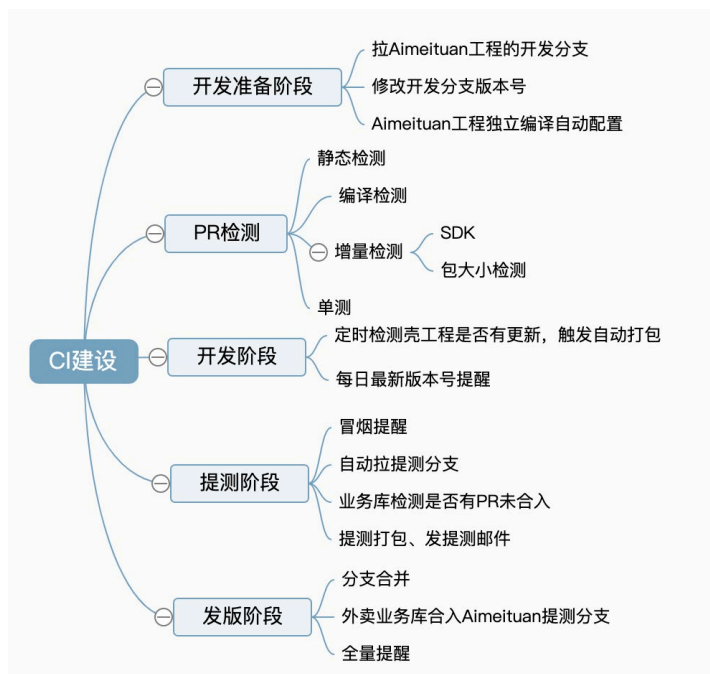 CI建设
开发准备阶段
拉Aimeituan工程的开发分支
修改开发分支版本号
Aimeituan工程独立编译自动配置
PR检测
静态检测
编译检测
增量检测
SDK
包大小检测
单测
开发阶段
定时检测壳工程是否有更新，触发自动打包
每日最新版本号提醒
提测阶段
冒烟提醒
自动拉提测分支
业务库检测是否有PR未合入
提测打包、发提测邮件
发版阶段
分支合并
外卖业务库合入Aimeituan提测分支
全量提醒